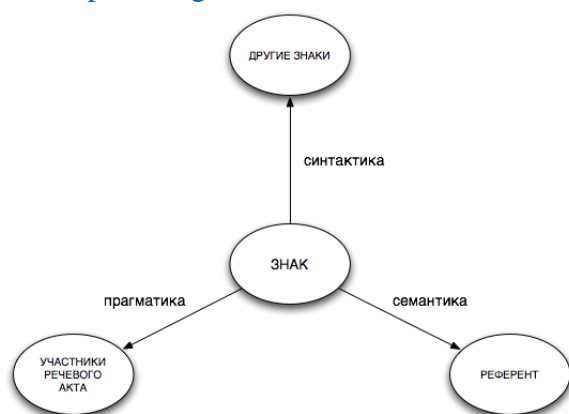 ДРУГИЕ ЗНАКИ
синтактика
ЗНАК
прагматика
семантика
УЧАСТНИКИ
РЕЧЕВОГО
АКТА
РЕФЕРЕНТ